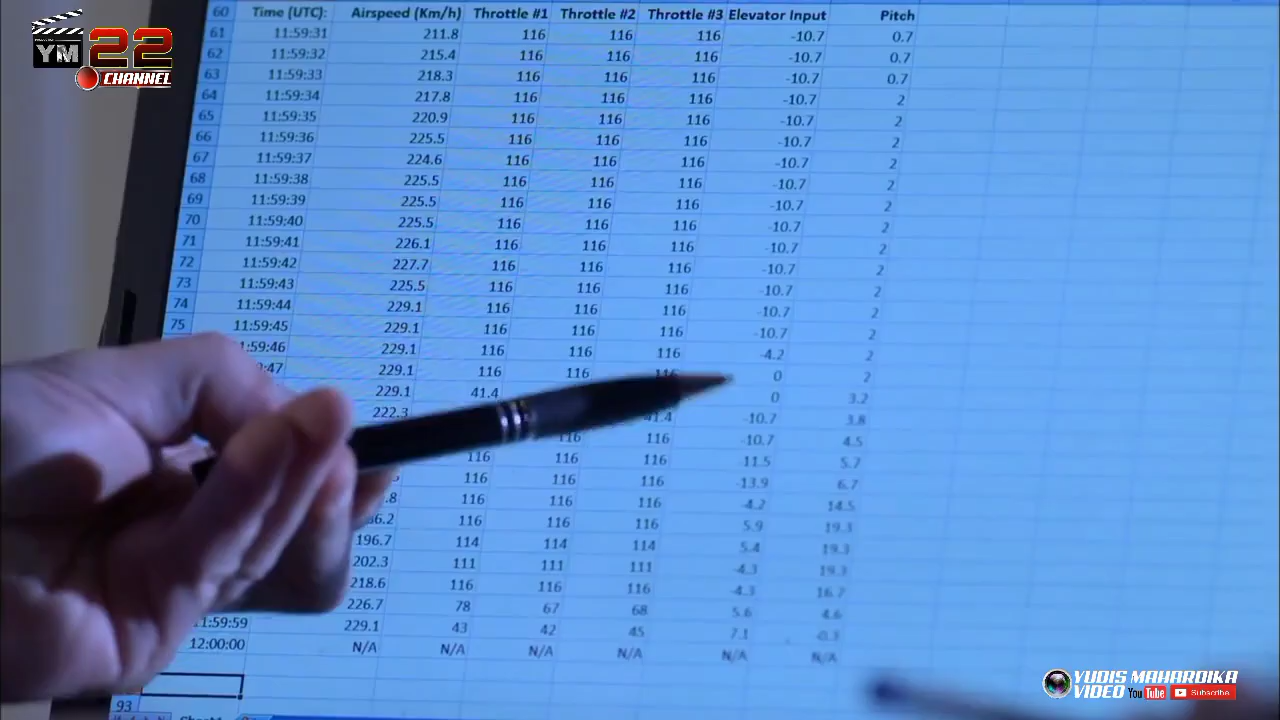 YM 22
CHANNEL
60 Time (UTC): Airspeed (Km/h) Throttle #1 Throttle #2 Throttle #3 Elevator Input Pitch
61 11:59:31 211.8 116 116 116 -10.7 0.7
62 11:59:32 215.4 116 116 116 -10.7 0.7
63 11:59:33 218.3 116 116 116 -10.7 0.7
64 11:59:34 217.8 116 116 116 -10.7 2
65 11:59:35 220.9 116 116 116 -10.7 2
66 11:59:36 225.5 116 116 116 -10.7 2
67 11:59:37 224.6 116 116 116 -10.7 2
68 11:59:38 225.5 116 116 116 -10.7 2
69 11:59:39 225.5 116 116 116 -10.7 2
70 11:59:40 225.5 116 116 116 -10.7 2
71 11:59:41 226.1 116 116 116 -10.7 2
72 11:59:42 227.7 116 116 116 -10.7 2
73 11:59:43 225.5 116 116 116 -10.7 2
74 11:59:44 229.1 116 116 116 -10.7 2
75 11:59:45 229.1 116 116 116 -10.7 2
1:59:46 229.1 116 116 116 -4.2 2
:47 229.1 116 116 116 0 2
229.1 41.4 0 3.2
222.3 41.4 -10.7 3.8
116 116 -10.7 4.5
116 116 116 11.5 5.7
116 116 116 -13.9 6.7
.8 116 116 116 -4.2 14.5
6.2 116 116 116 5.9 19.3
196.7 114 114 114 5.4 19.3
202.3 111 111 111 -4.3 19.3
218.6 116 116 116 -4.3 16.7
226.7 78 67 68 5.6 4.6
11:59:59 229.1 43 42 45 7.1 -0.3
12:00:00 N/A N/A N/A N/A N/A N/A
93
YUDIS MAHARDIKA
VIDEO YouTube Subscribe